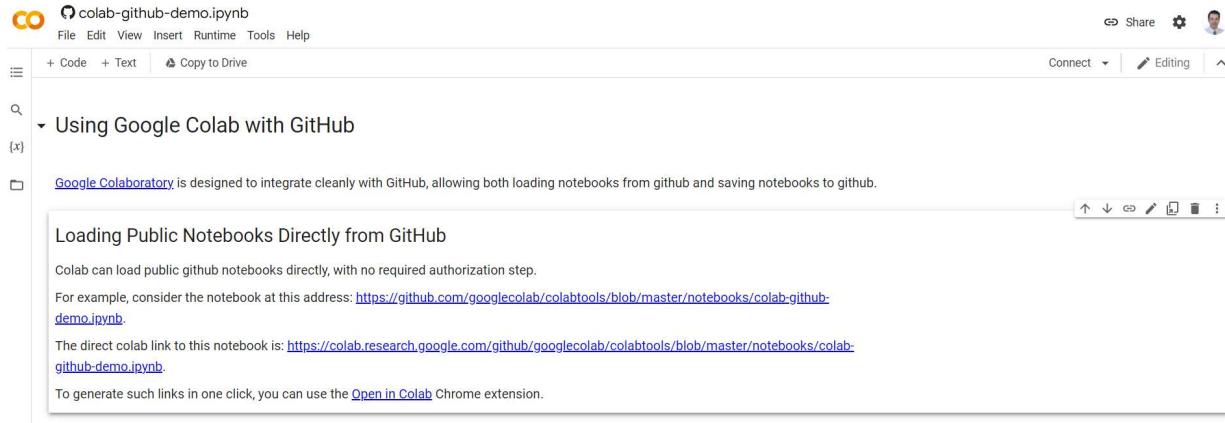 colab-github-demo.ipynb
File Edit View Insert Runtime Tools Help
Share
+ Code + Text Copy to Drive
Connect Editing
Using Google Colab with GitHub
{x}
Google Colaboratory is designed to integrate cleanly with GitHub, allowing both loading notebooks from github and saving notebooks to github.
Loading Public Notebooks Directly from GitHub
Colab can load public github notebooks directly, with no required authorization step.
For example, consider the notebook at this address: https://github.com/googlecolab/colabtools/blob/master/notebooks/colab-github-
demo.ipynb.
The direct colab link to this notebook is: https://colab.research.google.com/github/googlecolab/colabtools/blob/master/notebooks/colab-
github-demo.ipynb.
To generate such links in one click, you can use the Open in Colab Chrome extension.